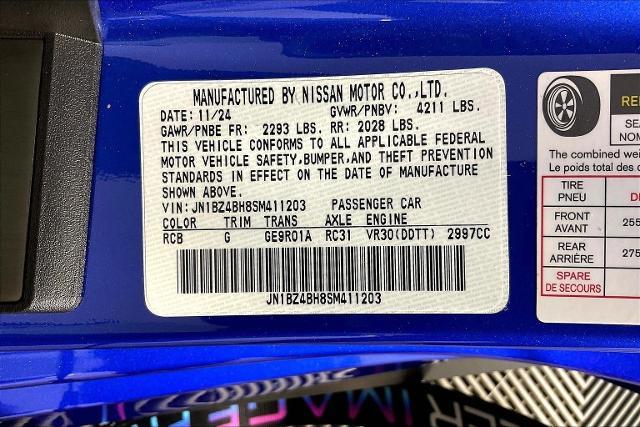 MANUFACTURED BY NISSAN MOTOR CO.,LTD.
DATE: 11/24 GVWR/PNBV: 4211 LBS.
GAWR/PNBE FR: 2293 LBS. RR: 2028 LBS.
THIS VEHICLE CONFORMS TO ALL APPLICABLE FEDERAL
MOTOR VEHICLE SAFETY,BUMPER,AND THEFT PREVENTION
STANDARDS IN EFFECT ON THE DATE OF MANUFACTURE
SHOWN ABOVE.
VIN: JN1BZ4BH8SM411203 PASSENGER CAR
COLOR TRIM TRANS AXLE ENGINE
RCB G GE9R01A RC31 VR30(DDTT) 2997CC
JN1BZ4BH8SM411203
The combined wei
Le poids total des
TIRE
PNEU
FRONT
AVANT
255
REAR
ARRIÈRE
275
SPARE
DE SECOURS